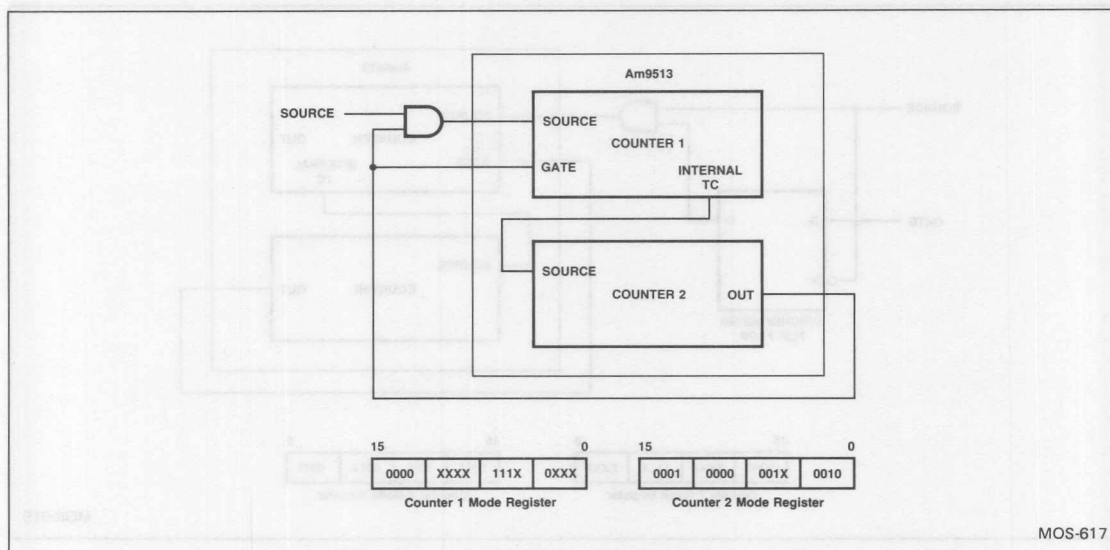 Am9513
SOURCE
SOURCE
COUNTER 1
GATE
INTERNAL
TC
SOURCE
COUNTER 2
OUT
15 0
0000 XXXX 111X 0XXX
Counter 1 Mode Register
15 0
0001 0000 001X 0010
Counter 2 Mode Register
MOS-617